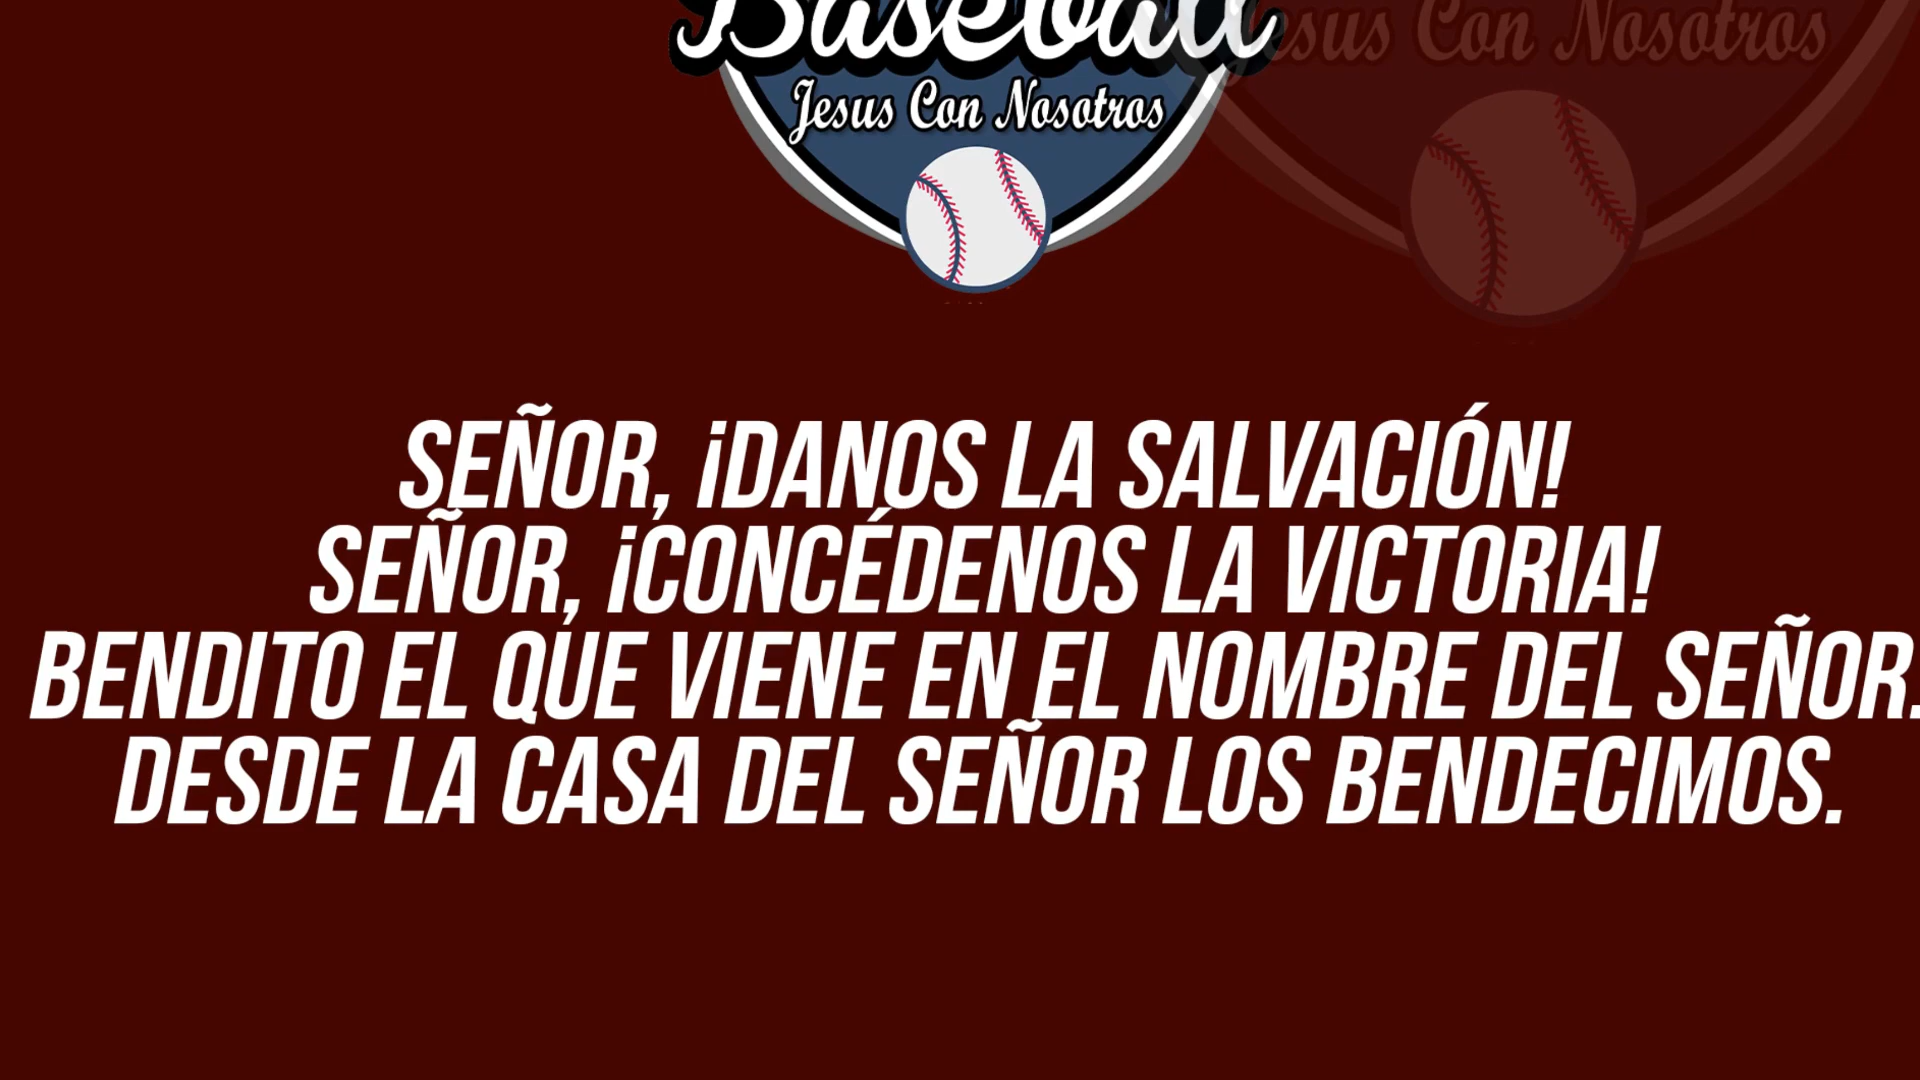 Baseball
Jesus Con Nosotros
Jesus Con Nosotros
SEÑOR, ¡DANOS LA SALVACIÓN!
SEÑOR, ¡CONCÉDENOS LA VICTORIA!
BENDITO EL QUE VIENE EN EL NOMBRE DEL SEÑOR.
DESDE LA CASA DEL SEÑOR LOS BENDECIMOS.